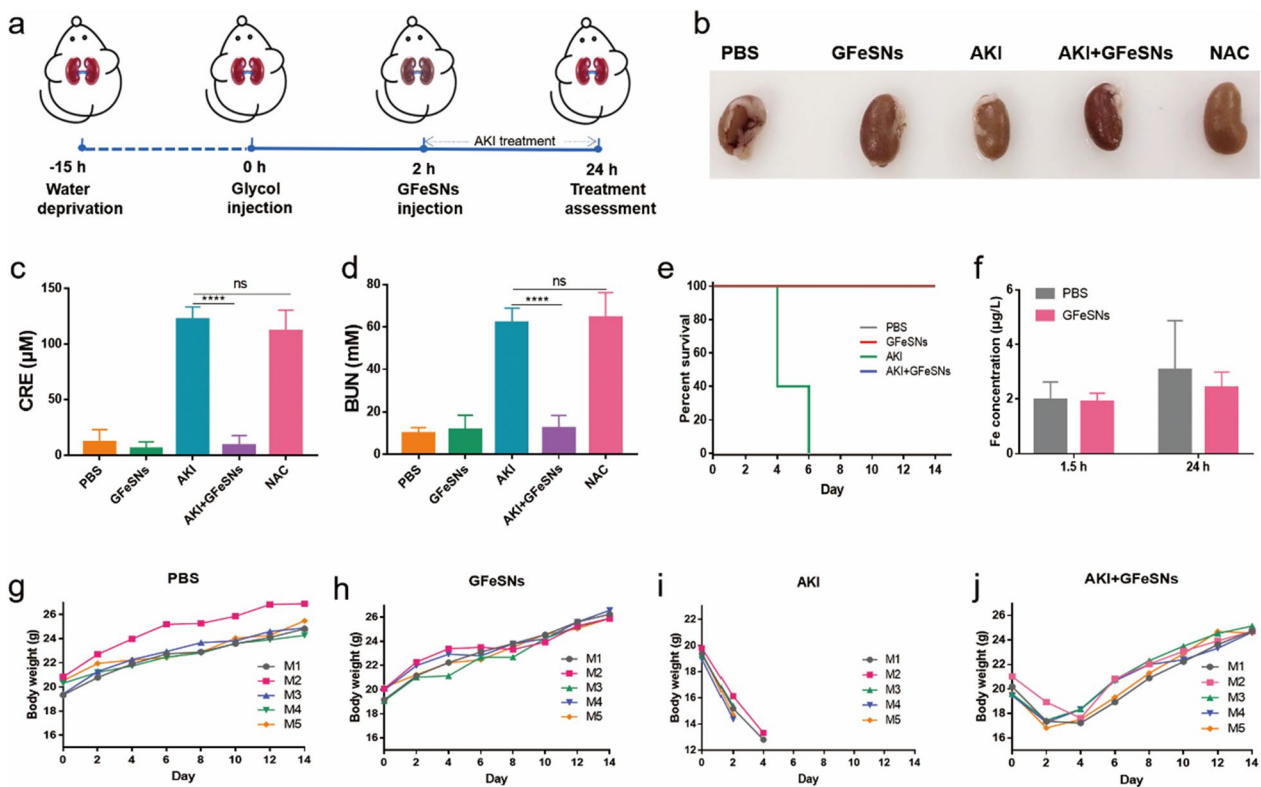 a
AKI treatment
-15 h
0 h
2 h
24 h
Water
deprivation
Glycol
injection
GFeSNs
injection
Treatment
assessment
b
PBS
GFeSNs
AKI
AKI+GFeSNs
NAC
c
CRE (μM)
150
100
50
0
****
ns
PBS
GFeSNs
AKI
AKI+GFeSNs
NAC
d
BUN (mM)
80
60
40
20
0
****
ns
PBS
GFeSNs
AKI
AKI+GFeSNs
NAC
e
Percent survival
100
80
60
40
20
0
PBS
GFeSNs
AKI
AKI+GFeSNs
0 2 4 6 8 10 12 14
Day
f
Fe concentration (μg/L)
6
4
2
0
PBS
GFeSNs
1.5 h
24 h
g
PBS
Body weight (g)
26
24
22
20
18
16
M1
M2
M3
M4
M5
0 2 4 6 8 10 12 14
Day
h
GFeSNs
Body weight (g)
26
24
22
20
18
16
M1
M2
M3
M4
M5
0 2 4 6 8 10 12 14
Day
i
AKI
Body weight (g)
22
20
18
16
14
12
M1
M2
M3
M4
M5
0 2 4 6 8 10 12 14
Day
j
AKI+GFeSNs
Body weight (g)
26
24
22
20
18
16
14
M1
M2
M3
M4
M5
0 2 4 6 8 10 12 14
Day